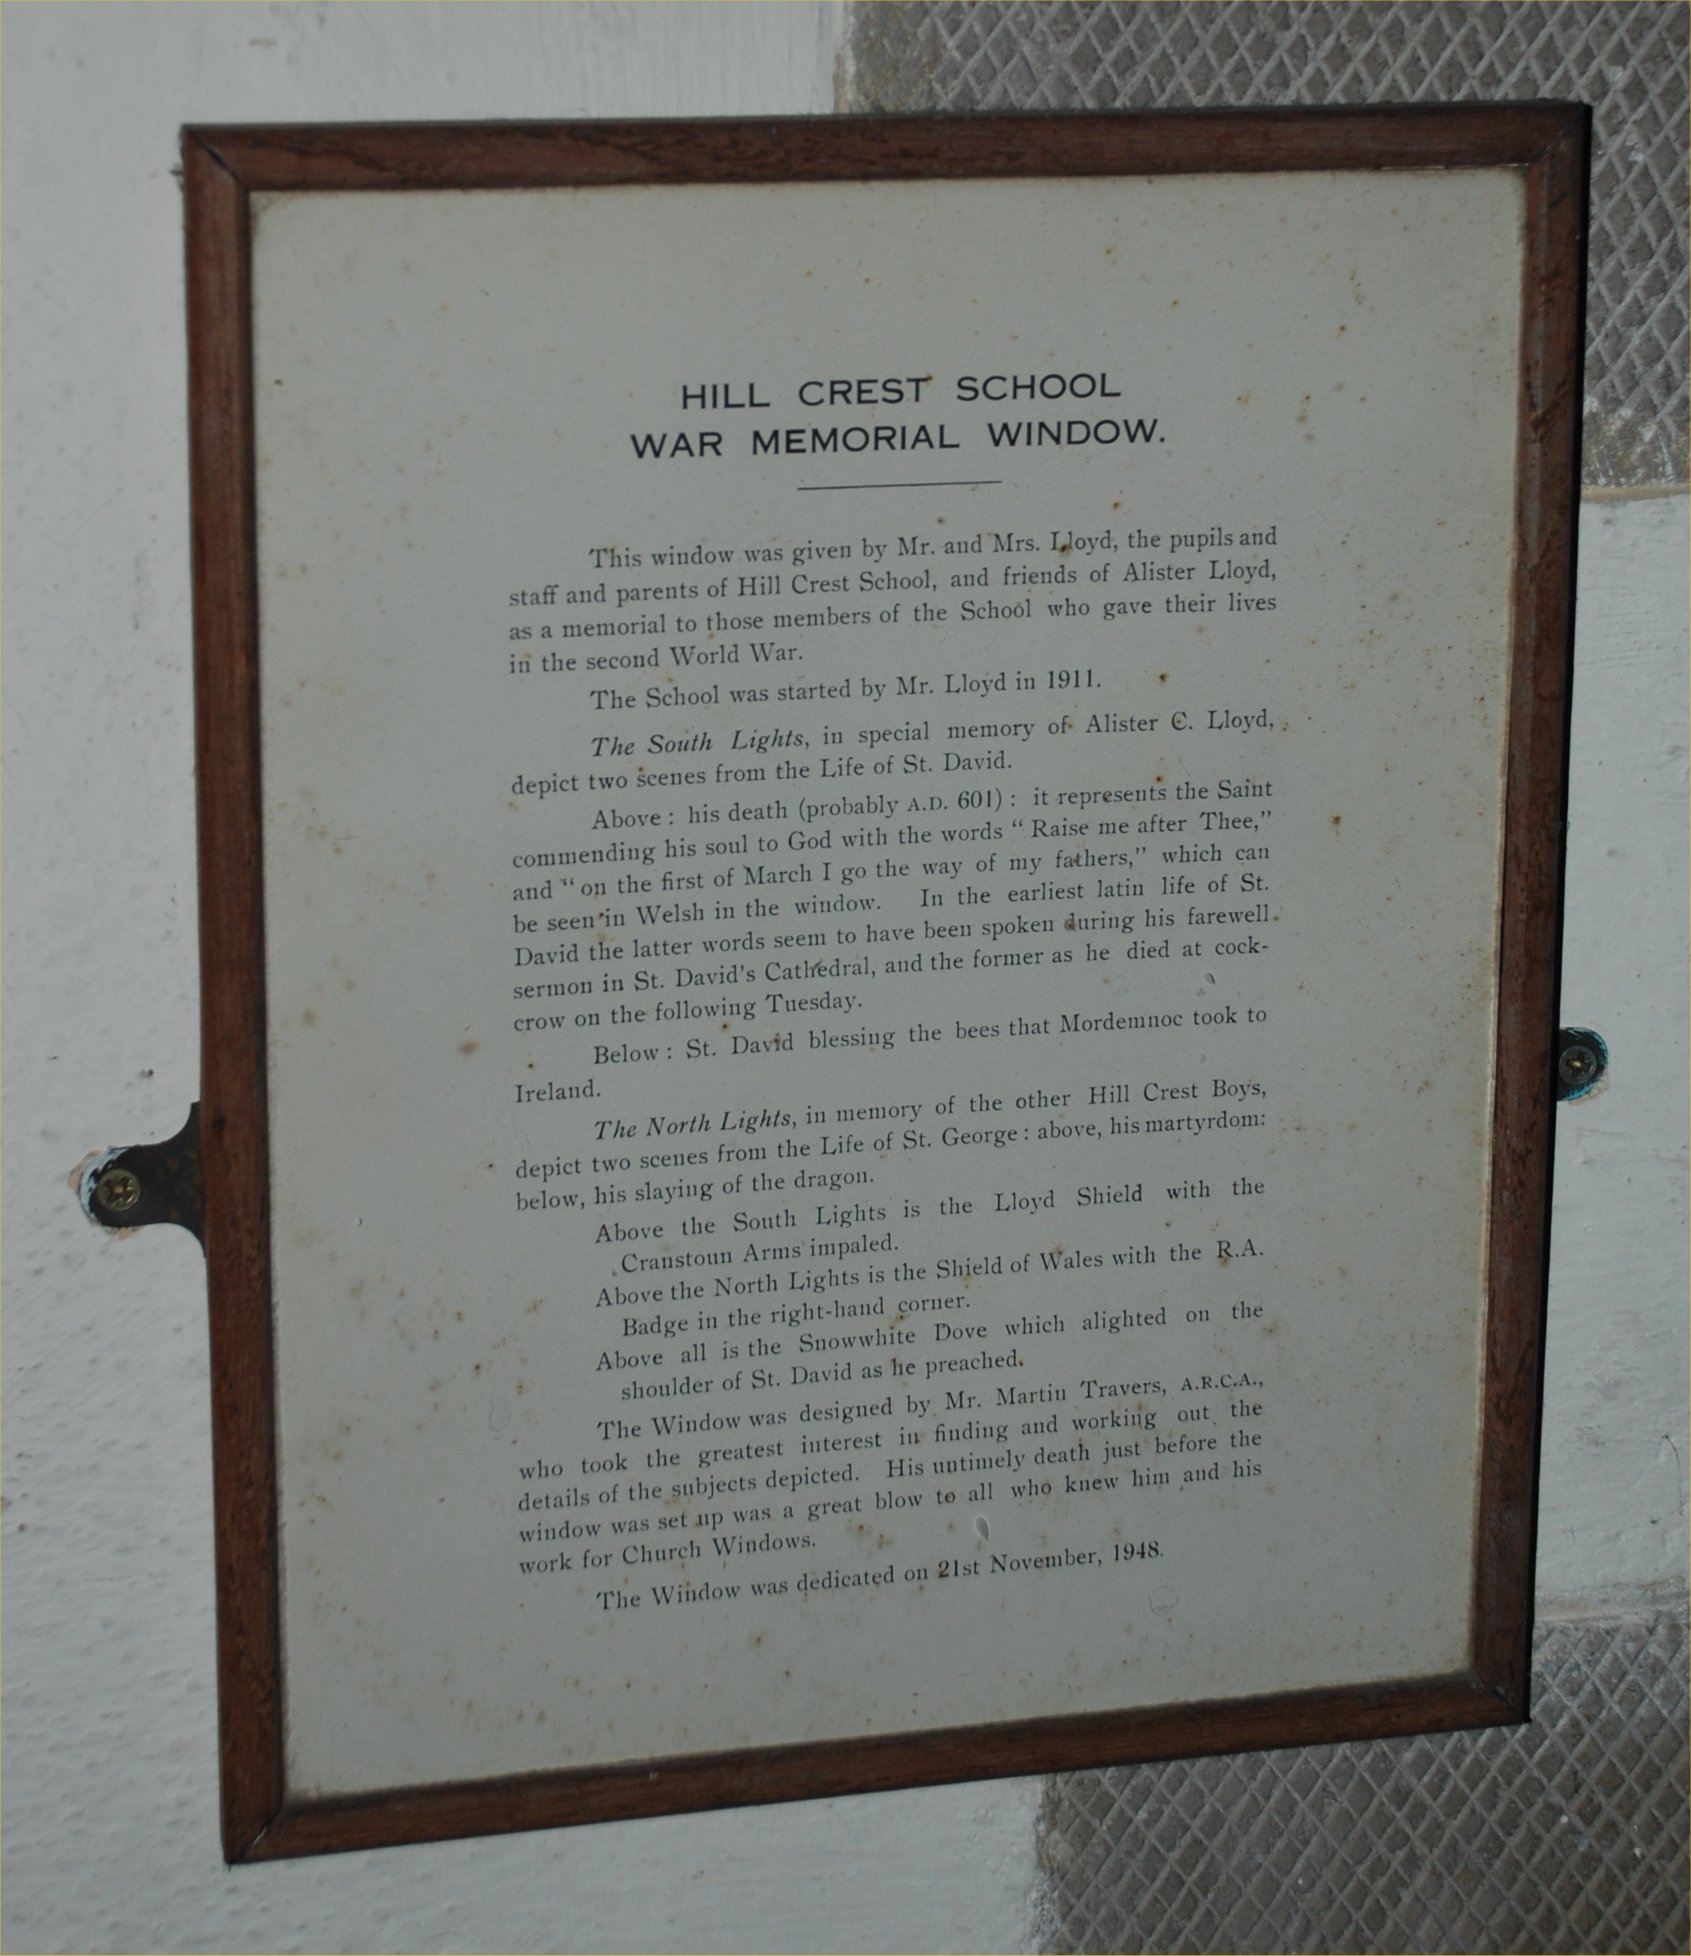 HILL CREST SCHOOL
WAR MEMORIAL WINDOW.
This window was given by Mr. and Mrs. Lloyd, the pupils and
staff and parents of Hill Crest School, and friends of Alister Lloyd,
as a memorial to those members of the School who gave their lives
in the second World War.
The School was started by Mr. Lloyd in 1911.
The South Lights, in special memory of Alister C. Lloyd,
depict two scenes from the Life of St. David.
Above : his death (probably A.D. 601) : it represents the Saint
commending his soul to God with the words “ Raise me after Thee,”
and “ on the first of March I go the way of my fathers,” which can
be seen in Welsh in the window. In the earliest latin life of St.
David the latter words seem to have been spoken during his farewell
sermon in St. David's Cathedral, and the former as he died at cock-
crow on the following Tuesday.
Below : St. David blessing the bees that Mordemnoc took to
Ireland.
The North Lights, in memory of the other Hill Crest Boys,
depict two scenes from the Life of St. George : above, his martyrdom:
below, his slaying of the dragon.
Above the South Lights is the Lloyd Shield with the
Cranstoun Arms impaled.
Above the North Lights is the Shield of Wales with the R.A.
Badge in the right-hand corner.
Above all is the Snowwhite Dove which alighted on the
shoulder of St. David as he preached.
The Window was designed by Mr. Martin Travers, A.R.C.A.,
who took the greatest interest in finding and working out the
details of the subjects depicted. His untimely death just before the
window was set up was a great blow to all who knew him and his
work for Church Windows.
The Window was dedicated on 21st November, 1948.